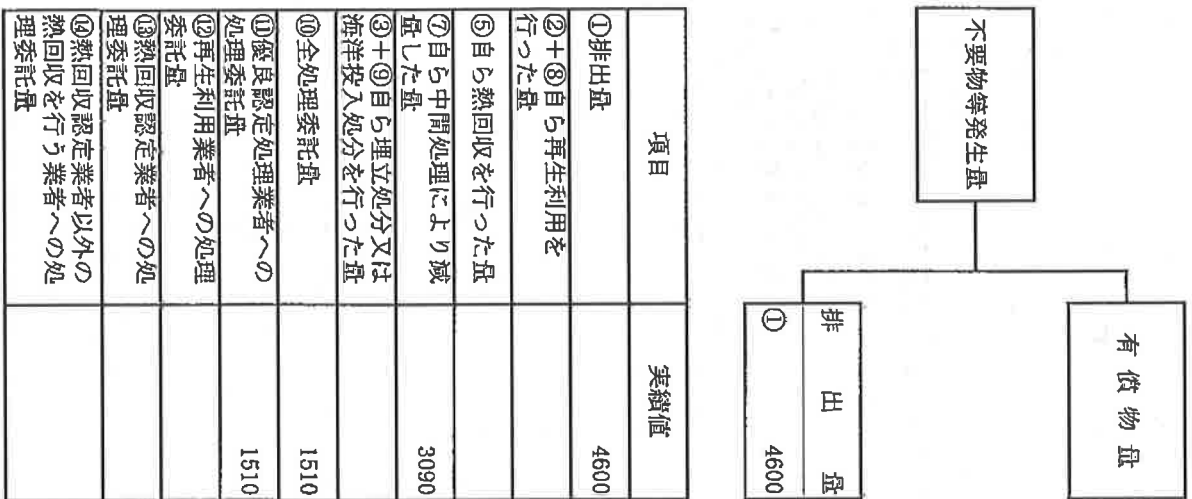 不要物等発生量
有償物量
排出量
① 4600
項目 実績値
①排出量 4600
②+⑧自ら再生利用を
行った量
⑤自ら熱回収を行った量
⑦自ら中間処理により減
量した量 3090
③+⑨自ら埋立処分又は
海洋投入処分を行った量
⑩全処理委託量 1510
⑪優良認定処理業者への
処理委託量 1510
⑫再生利用業者への処理
委託量
⑬熱回収認定業者への処
理委託量
⑭熱回収認定業者以外の
熱回収を行う業者への処
理委託量